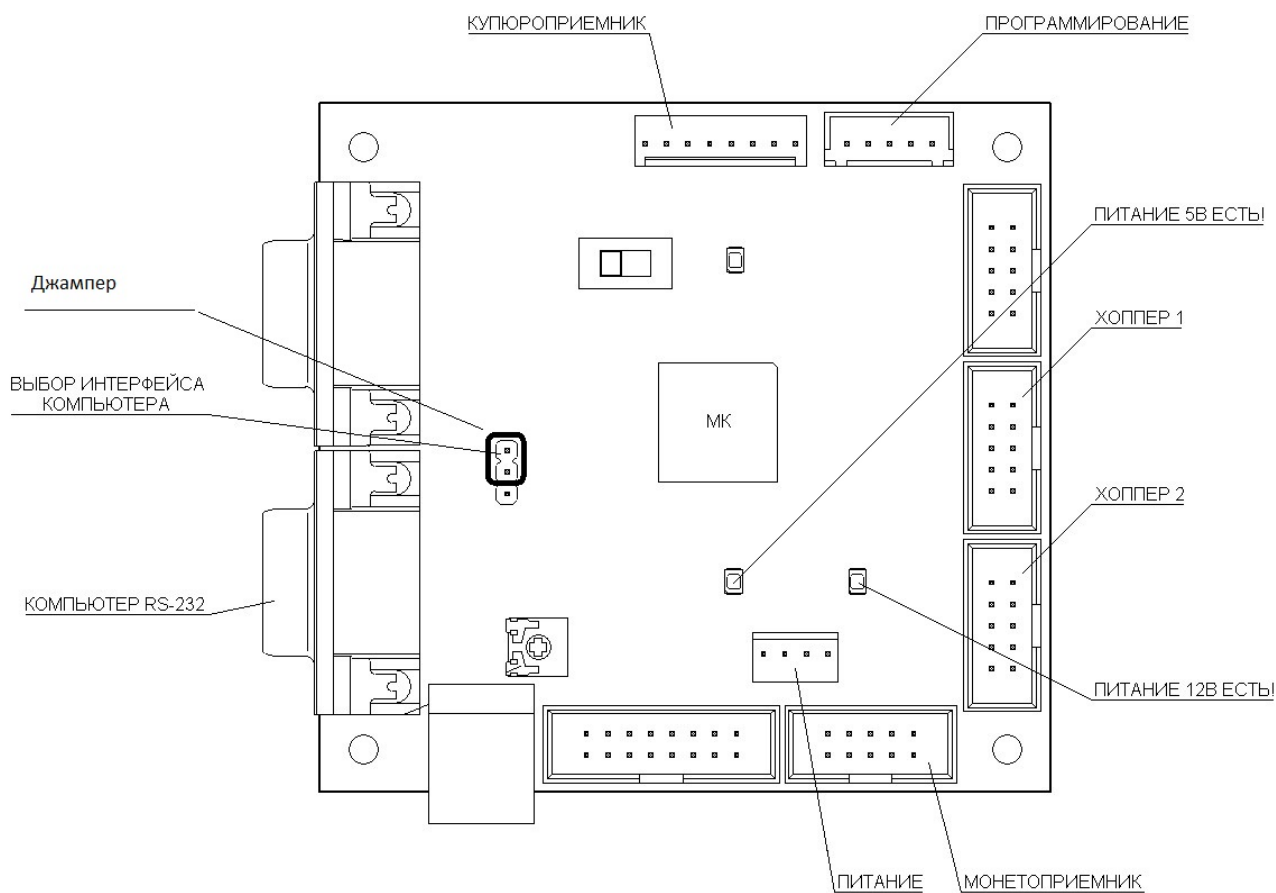 КУПЮРОПРИЕМНИК
ПРОГРАММИРОВАНИЕ
ПИТАНИЕ 5В ЕСТЬ!
Джампер
ХОППЕР 1
ВЫБОР ИНТЕРФЕЙСА
КОМПЬЮТЕРА
МК
ХОППЕР 2
КОМПЬЮТЕР RS-232
ПИТАНИЕ 12В ЕСТЬ!
ПИТАНИЕ
МОНЕТОПРИЕМНИК